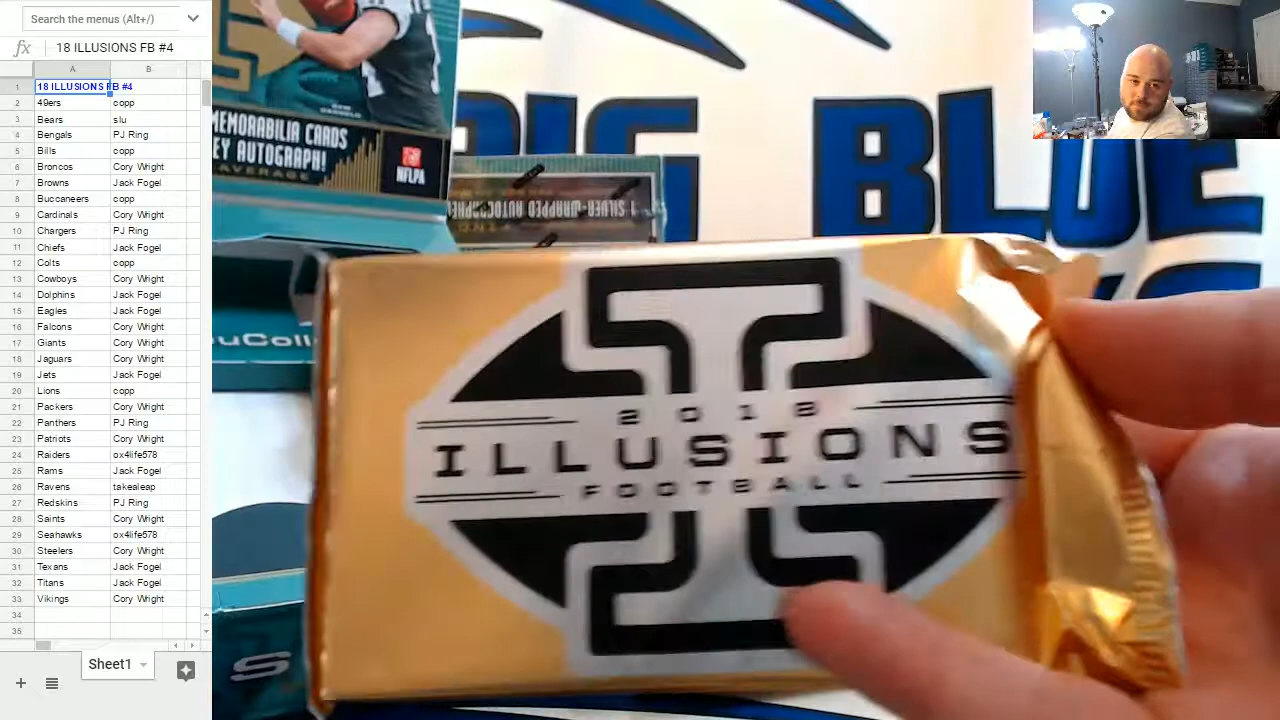 Search the menus (Alt+/)
fx 18 ILLUSIONS FB #4
A B
1 18 ILLUSIONS FB #4
2 49ers copp
3 Bears slu
4 Bengals PJ Ring
5 Bills copp
6 Broncos Cory Wright
7 Browns Jack Fogel
8 Buccaneers copp
9 Cardinals Cory Wright
10 Chargers PJ Ring
11 Chiefs Jack Fogel
12 Colts copp
13 Cowboys Cory Wright
14 Dolphins Jack Fogel
15 Eagles Jack Fogel
16 Falcons Cory Wright
17 Giants Cory Wright
18 Jaguars Cory Wright
19 Jets Jack Fogel
20 Lions copp
21 Packers Cory Wright
22 Panthers PJ Ring
23 Patriots Cory Wright
24 Raiders ox4life578
25 Rams Jack Fogel
26 Ravens takealeap
27 Redskins PJ Ring
28 Saints Cory Wright
29 Seahawks ox4life578
30 Steelers Cory Wright
31 Texans Jack Fogel
32 Titans Jack Fogel
33 Vikings Cory Wright
34
35
Sheet1
MEMORABILIA CARDS
EY AUTOGRAPH!
AVERAGE
NFLPA
1 SILVER-WRAPPED
BIG BLUE
uColl
2018
ILLUSIONS
FOOTBALL
S